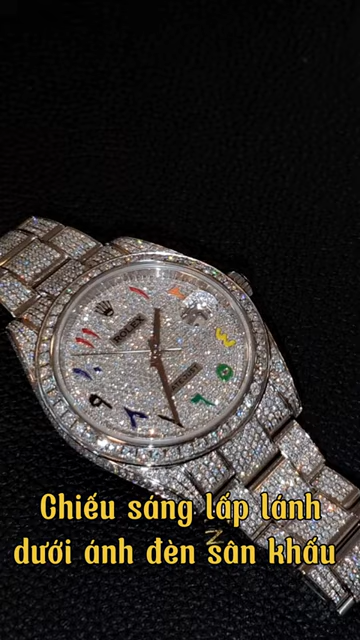 ROLEX
Chiếu sáng lấp lánh
dưới ánh đèn sân khấu